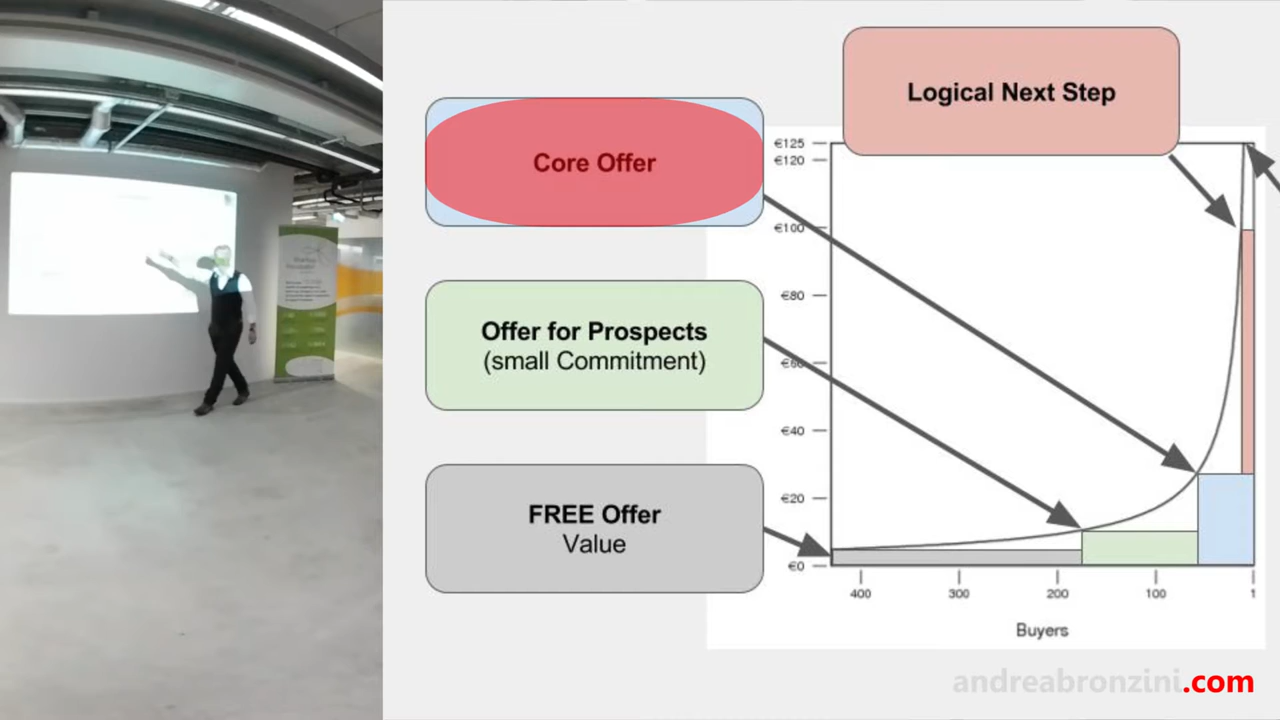 Logical Next Step
Core Offer
Offer for Prospects
(small Commitment)
FREE Offer
Value
€125
€120
€100
€80
€60
€40
€20
€0
400
300
200
100
1
Buyers
andreabronzini.com